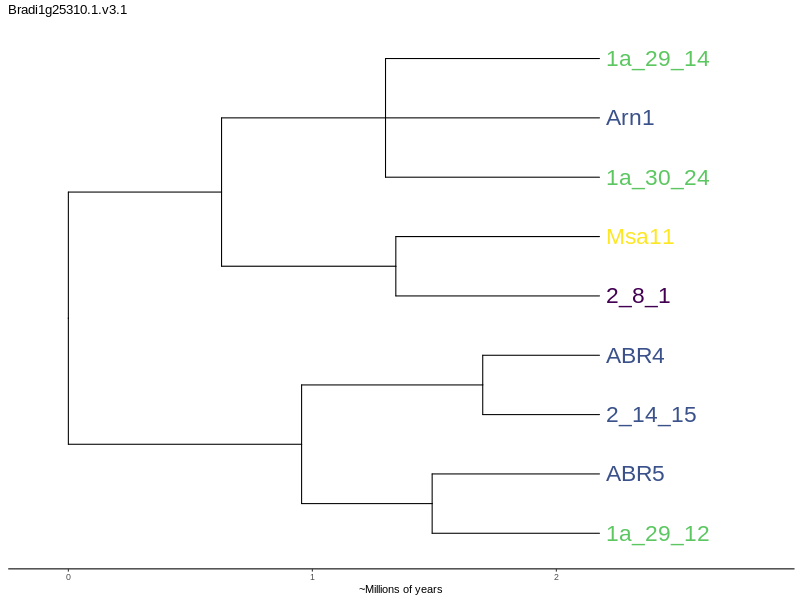 Bradi1g25310.1.v3.1
1a_29_14
Arn1
1a_30_24
Msa11
2_8_1
ABR4
2_14_15
ABR5
1a_29_12
0 1 2
~Millions of years